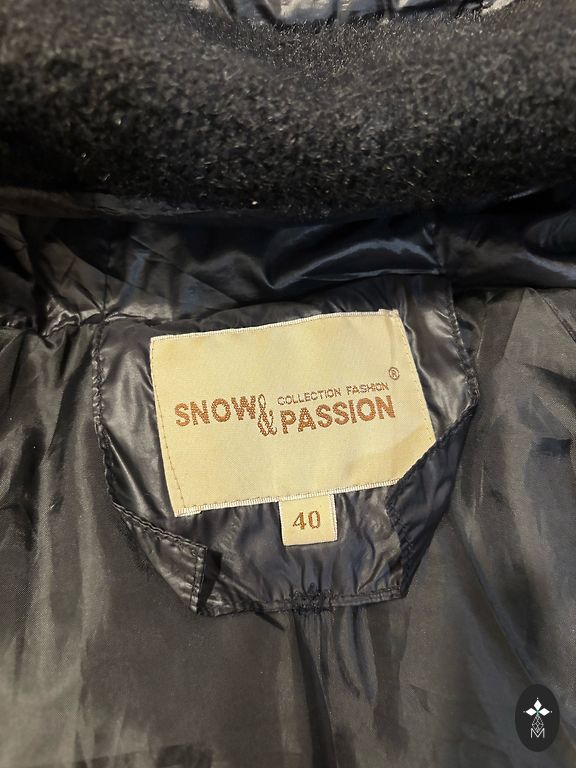 COLLECTION FASHION ®
SNOW & PASSION
40
M